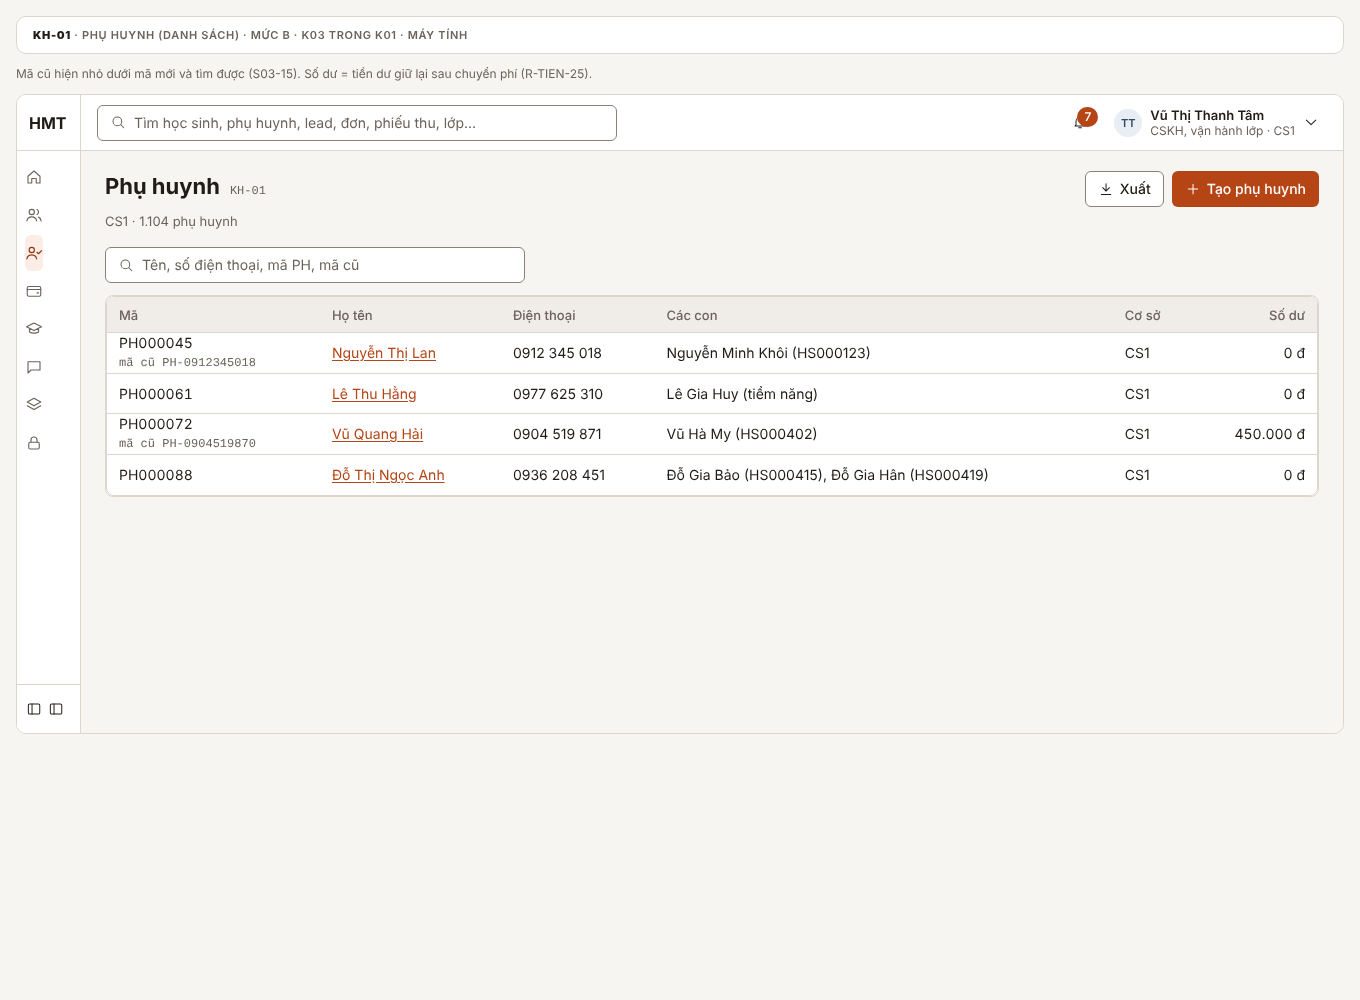 KH-01 · PHỤ HUYNH (DANH SÁCH) · MỨC B · K03 TRONG K01 · MÁY TÍNH
Mã cũ hiện nhỏ dưới mã mới và tìm được (S03-15). Số dư = tiền dư giữ lại sau chuyển phí (R-TIEN-25).
HMT
Tìm học sinh, phụ huynh, lead, đơn, phiếu thu, lớp...
7
TT
Vũ Thị Thanh Tâm
CSKH, vận hành lớp · CS1
Phụ huynh KH-01
Xuất
Tạo phụ huynh
CS1 · 1.104 phụ huynh
Tên, số điện thoại, mã PH, mã cũ
Mã Họ tên Điện thoại Các con Cơ sở Số dư
PH000045
mã cũ PH-0912345018
Nguyễn Thị Lan 0912 345 018 Nguyễn Minh Khôi (HS000123) CS1 0 đ
PH000061 Lê Thu Hằng 0977 625 310 Lê Gia Huy (tiềm năng) CS1 0 đ
PH000072
mã cũ PH-0904519870
Vũ Quang Hải 0904 519 871 Vũ Hà My (HS000402) CS1 450.000 đ
PH000088 Đỗ Thị Ngọc Anh 0936 208 451 Đỗ Gia Bảo (HS000415), Đỗ Gia Hân (HS000419) CS1 0 đ